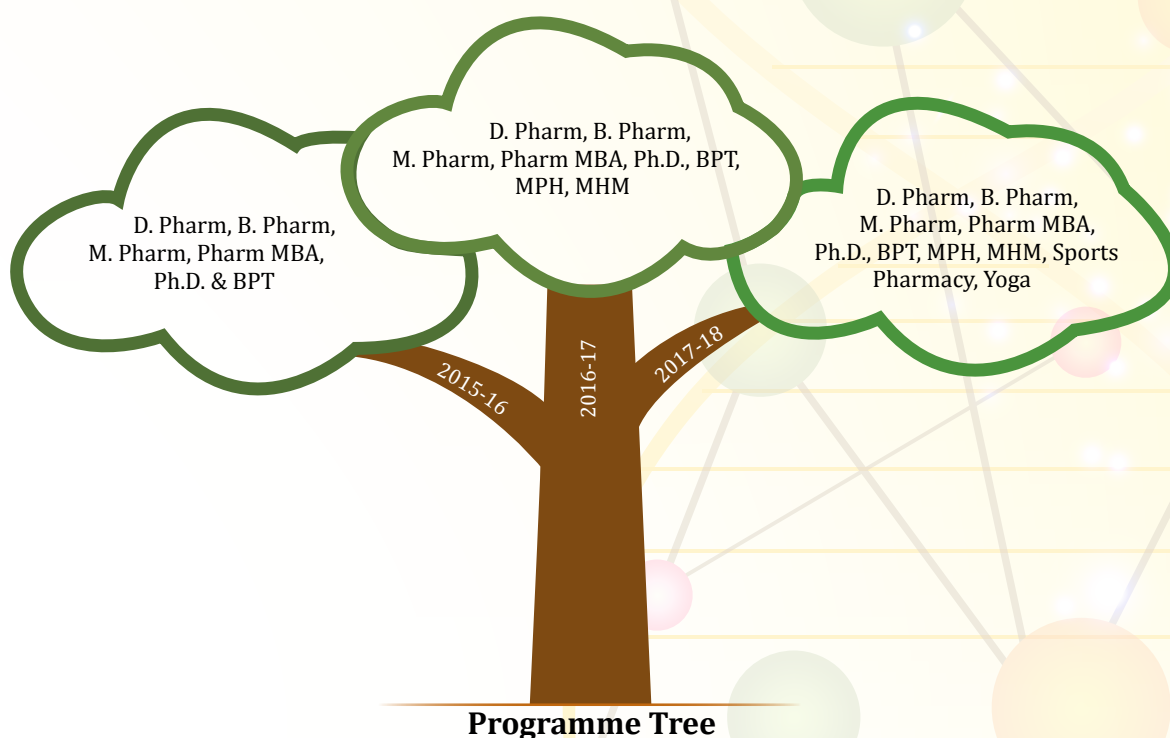 D. Pharm, B. Pharm,
M. Pharm, Pharm MBA, Ph.D., BPT,
MPH, MHM
D. Pharm, B. Pharm,
M. Pharm, Pharm MBA,
Ph.D. & BPT
D. Pharm, B. Pharm,
M. Pharm, Pharm MBA,
Ph.D., BPT, MPH, MHM, Sports
Pharmacy, Yoga
2015-16
2016-17
2017-18
Programme Tree